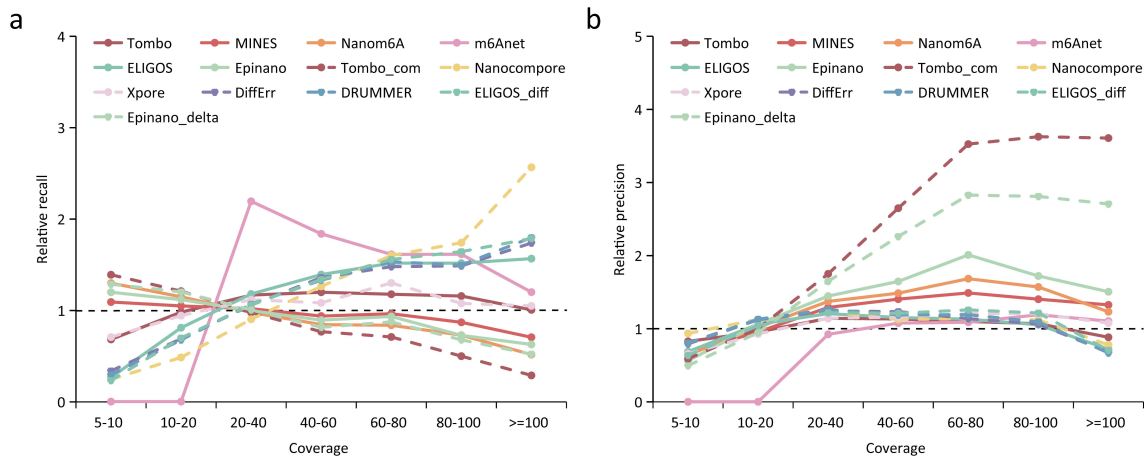 a
4
3
2
1
0
Relative recall
Tombo MINES Nanom6A m6Anet
ELIGOS Epinano Tombo_com Nanocompore
Xpore DiffErr DRUMMER ELIGOS_diff
Epinano_delta
5-10 10-20 20-40 40-60 60-80 80-100 >=100
Coverage
b
5
4
3
2
1
0
Relative precision
Tombo MINES Nanom6A m6Anet
ELIGOS Epinano Tombo_com Nanocompore
Xpore DiffErr DRUMMER ELIGOS_diff
Epinano_delta
5-10 10-20 20-40 40-60 60-80 80-100 >=100
Coverage